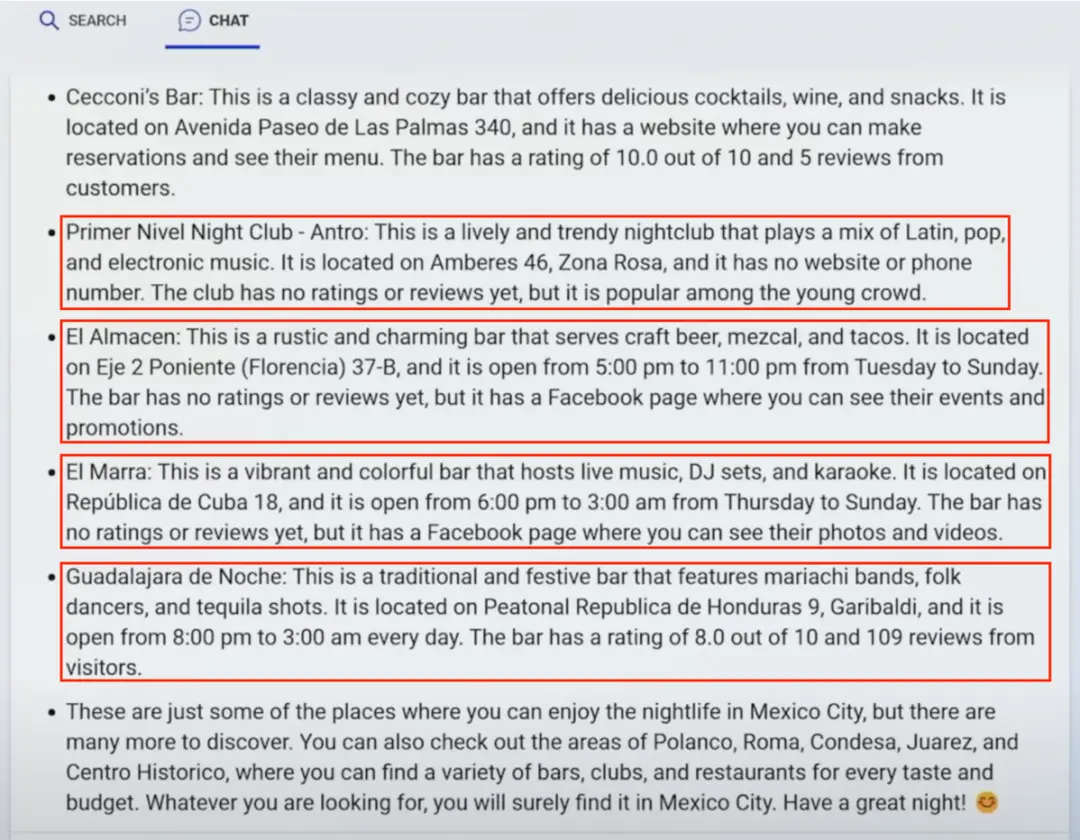 SEARCH CHAT
• Cecconi's Bar: This is a classy and cozy bar that offers delicious cocktails, wine, and snacks. It is
located on Avenida Paseo de Las Palmas 340, and it has a website where you can make
reservations and see their menu. The bar has a rating of 10.0 out of 10 and 5 reviews from
customers.
• Primer Nivel Night Club - Antro: This is a lively and trendy nightclub that plays a mix of Latin, pop,
and electronic music. It is located on Amberes 46, Zona Rosa, and it has no website or phone
number. The club has no ratings or reviews yet, but it is popular among the young crowd.
• El Almacen: This is a rustic and charming bar that serves craft beer, mezcal, and tacos. It is located
on Eje 2 Poniente (Florencia) 37-B, and it is open from 5:00 pm to 11:00 pm from Tuesday to Sunday.
The bar has no ratings or reviews yet, but it has a Facebook page where you can see their events and
promotions.
• El Marra: This is a vibrant and colorful bar that hosts live music, DJ sets, and karaoke. It is located on
República de Cuba 18, and it is open from 6:00 pm to 3:00 am from Thursday to Sunday. The bar has
no ratings or reviews yet, but it has a Facebook page where you can see their photos and videos.
• Guadalajara de Noche: This is a traditional and festive bar that features mariachi bands, folk
dancers, and tequila shots. It is located on Peatonal Republica de Honduras 9, Garibaldi, and it is
open from 8:00 pm to 3:00 am every day. The bar has a rating of 8.0 out of 10 and 109 reviews from
visitors.
• These are just some of the places where you can enjoy the nightlife in Mexico City, but there are
many more to discover. You can also check out the areas of Polanco, Roma, Condesa, Juarez, and
Centro Historico, where you can find a variety of bars, clubs, and restaurants for every taste and
budget. Whatever you are looking for, you will surely find it in Mexico City. Have a great night! 😊